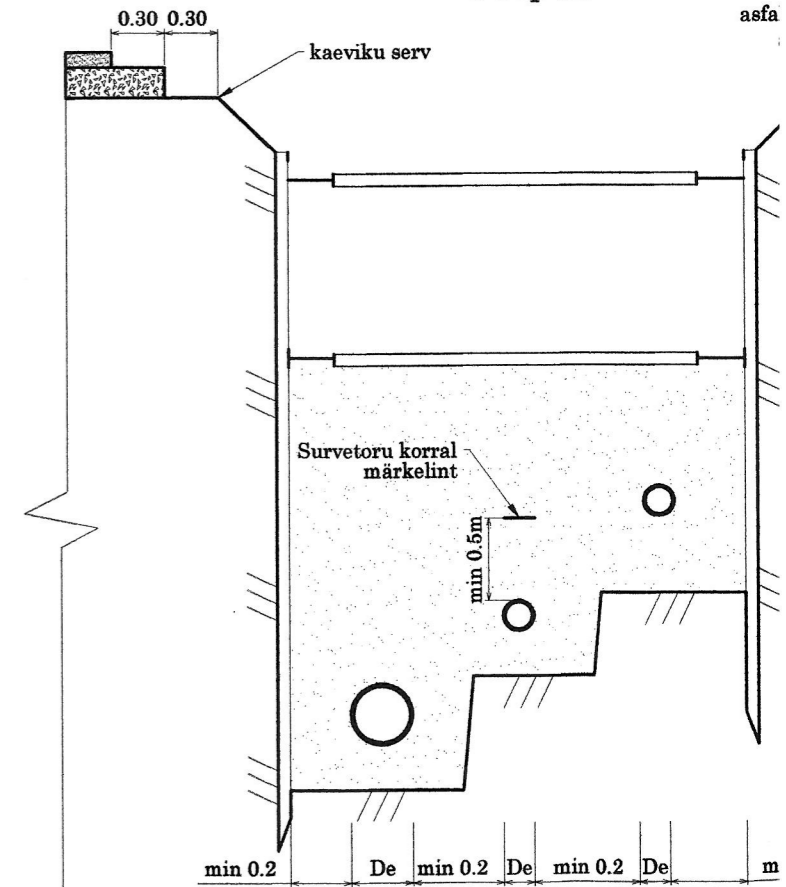 0.30 0.30
asfa
kaeviku serv
Survetoru korral
märkelint
min 0.5m
min 0.2 De min 0.2 De min 0.2 De m